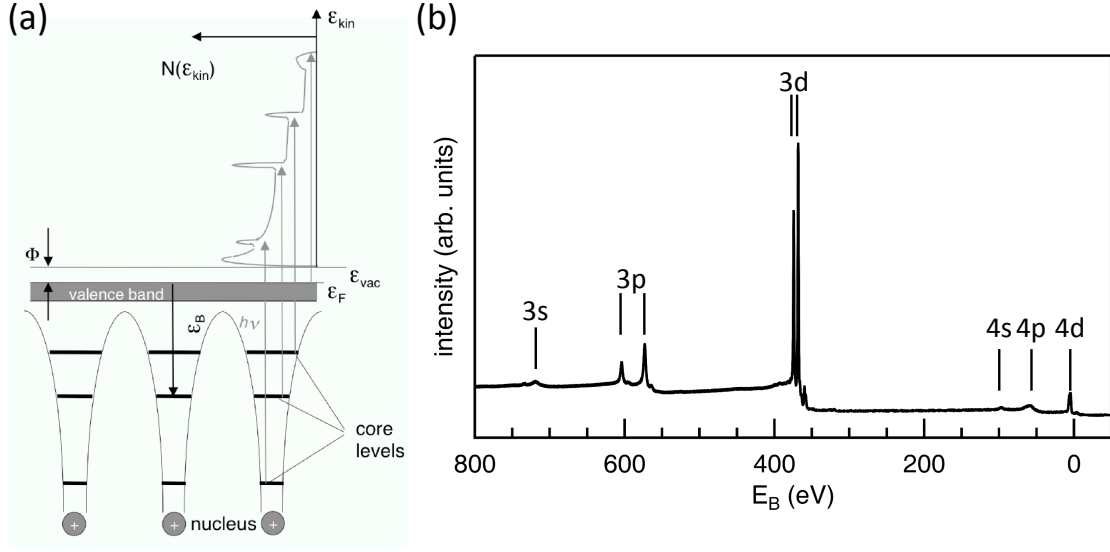 (a)
εkin
N(εkin)
Φ
εvac
valence band
εF
εB
hν
core
levels
+ + +
nucleus
(b)
3d
3p
3s
4s 4p 4d
intensity (arb. units)
800 600 400 200 0
EB (eV)